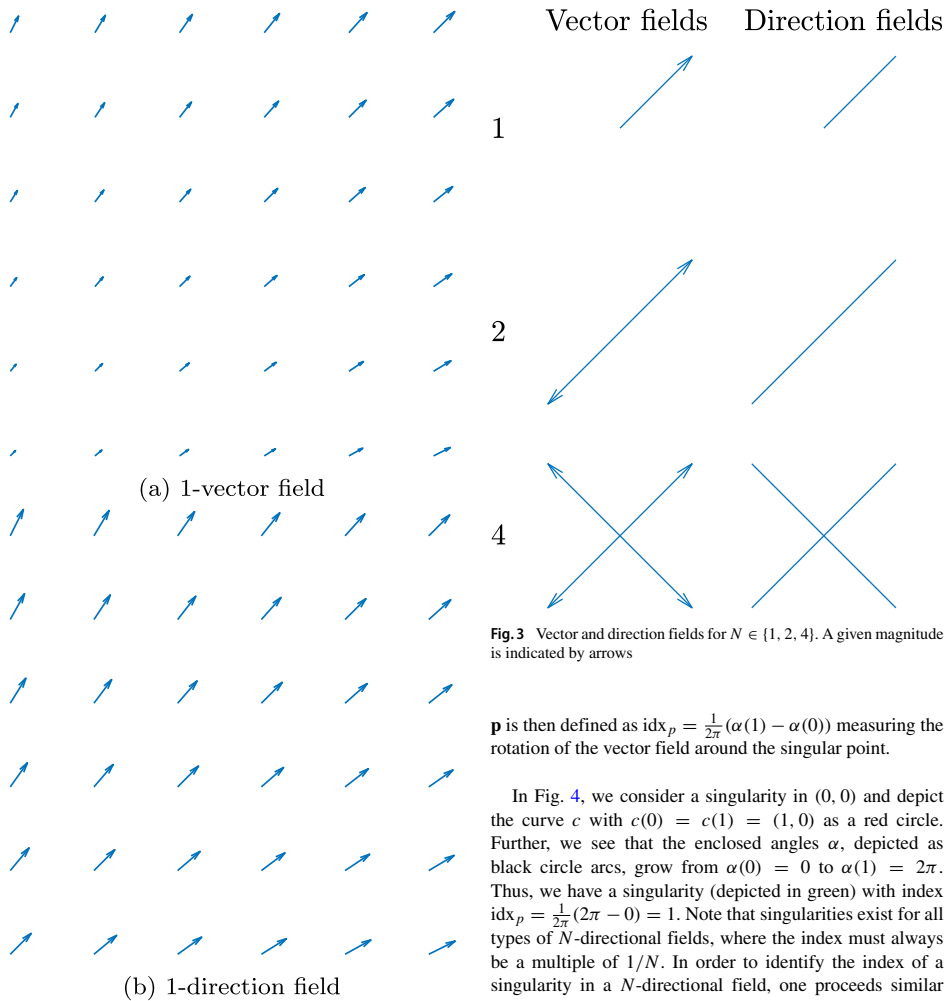 (a) 1-vector field
(b) 1-direction field
Vector fields Direction fields
1
2
4
Fig. 3 Vector and direction fields for N ∈ {1, 2, 4}. A given magnitude
is indicated by arrows
p is then defined as idxₚ = 1/2π (α(1) − α(0)) measuring the
rotation of the vector field around the singular point.
In Fig. 4, we consider a singularity in (0, 0) and depict
the curve c with c(0) = c(1) = (1, 0) as a red circle.
Further, we see that the enclosed angles α, depicted as
black circle arcs, grow from α(0) = 0 to α(1) = 2π.
Thus, we have a singularity (depicted in green) with index
idxₚ = 1/2π (2π − 0) = 1. Note that singularities exist for all
types of N-directional fields, where the index must always
be a multiple of 1/N. In order to identify the index of a
singularity in a N-directional field, one proceeds similar